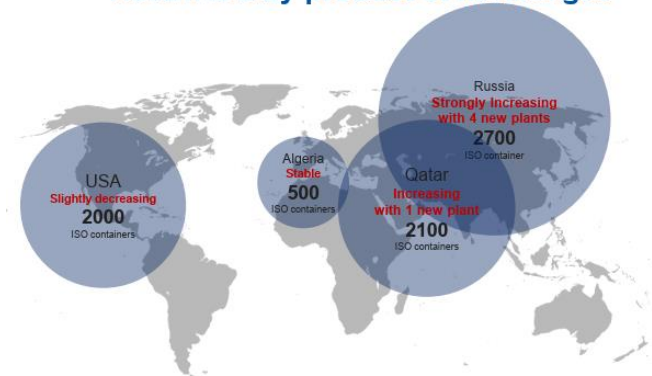 USA
Slightly decreasing
2000
ISO containers
Algeria
Stable
500
ISO containers
Qatar
Increasing
with 1 new plant
2100
ISO containers
Russia
Strongly Increasing
with 4 new plants
2700
ISO container